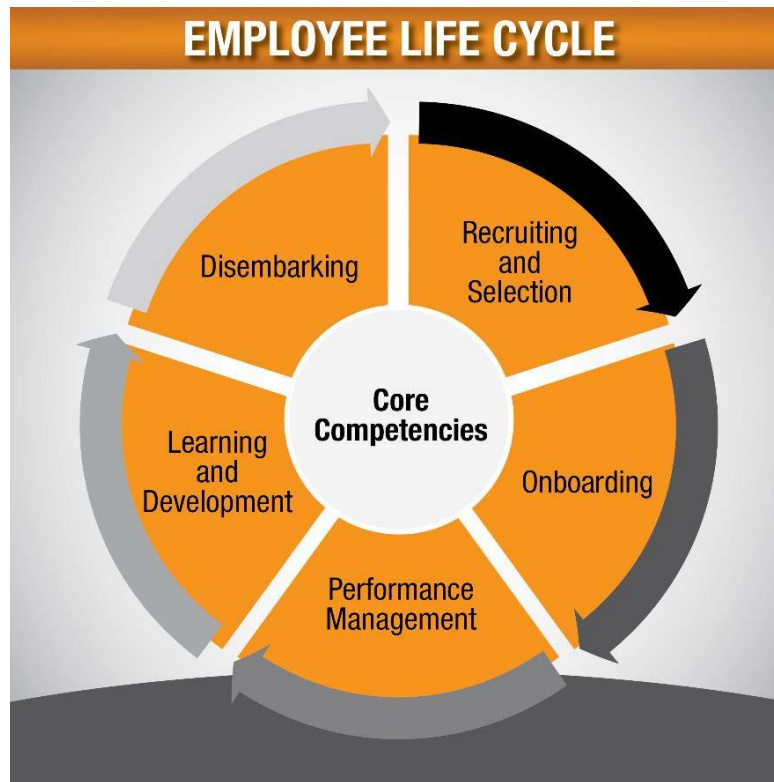 EMPLOYEE LIFE CYCLE
Disembarking
Recruiting
and
Selection
Core
Competencies
Learning
and
Development
Onboarding
Performance
Management